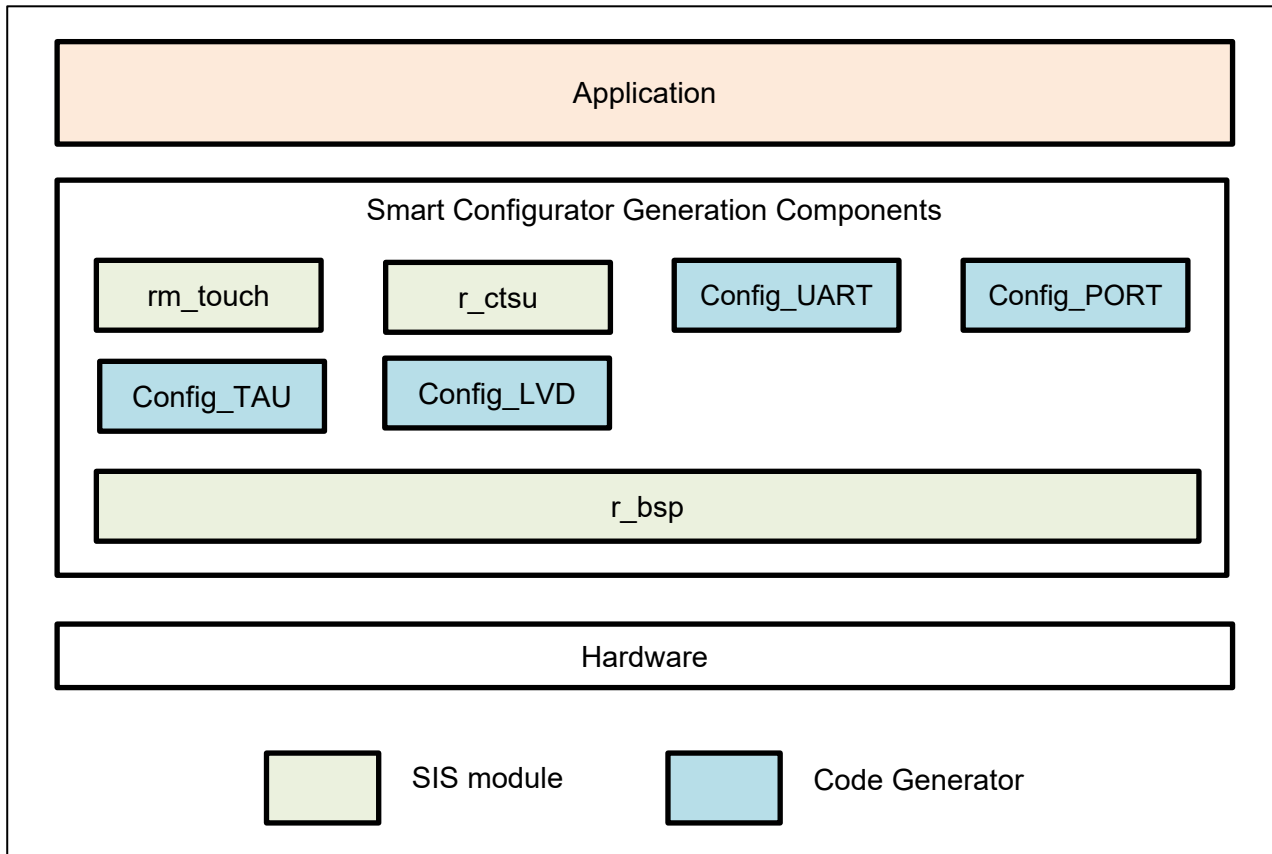 Application
Smart Configurator Generation Components
rm_touch
r_ctsu
Config_UART
Config_PORT
Config_TAU
Config_LVD
r_bsp
Hardware
SIS module
Code Generator